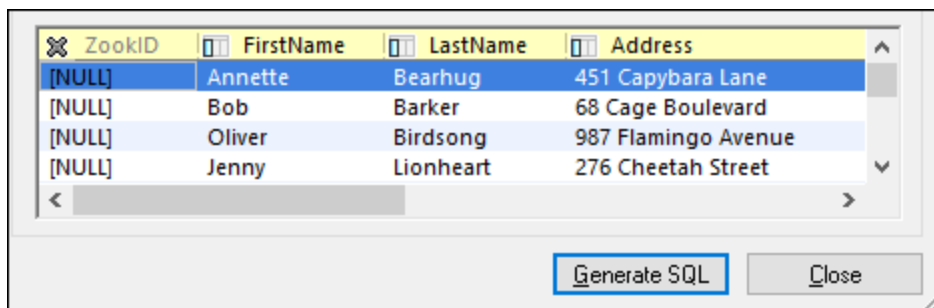 ZookID FirstName LastName Address
[NULL] Annette Bearhug 451 Capybara Lane
[NULL] Bob Barker 68 Cage Boulevard
[NULL] Oliver Birdsong 987 Flamingo Avenue
[NULL] Jenny Lionheart 276 Cheetah Street
Generate SQL Close